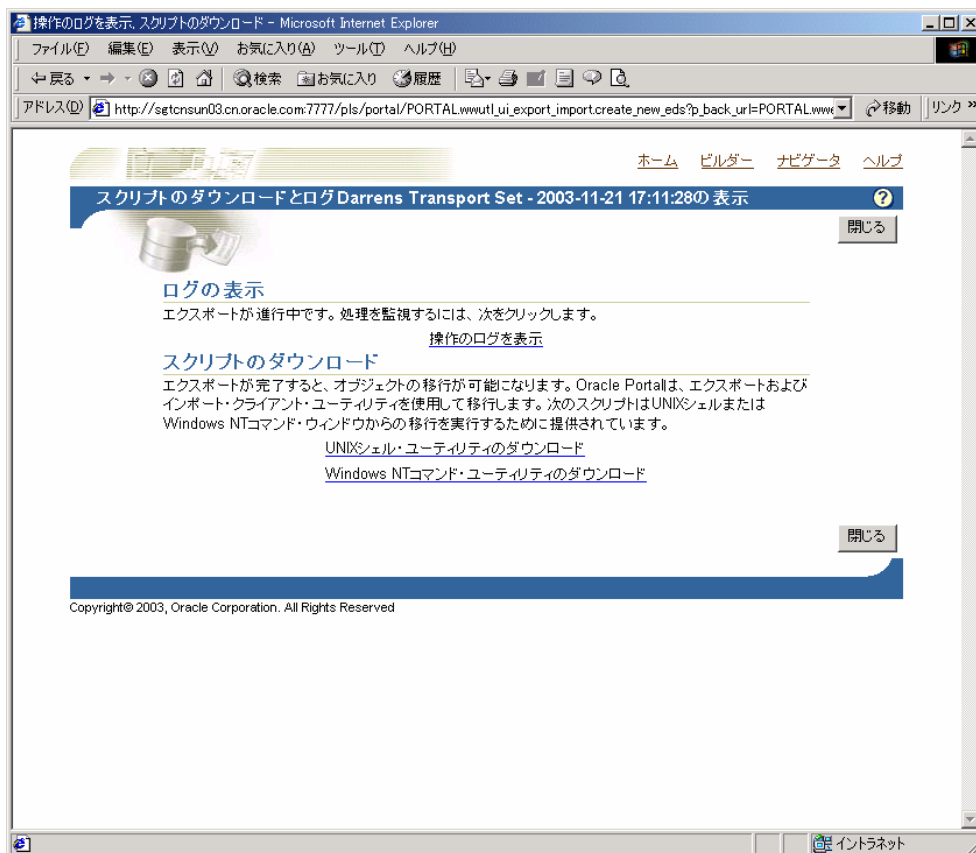 操作のログを表示, スクリプトのダウンロード - Microsoft Internet Explorer
ファイル(F) 編集(E) 表示(V) お気に入り(A) ツール(T) ヘルプ(H)
戻る 検索 お気に入り 履歴
アドレス(D) http://sgtcnsun03.cn.oracle.com:7777/pls/portal/PORTAL.wwutl_ui_export_import.create_new_eds?p_back_url=PORTAL.www 移動 リンク »
ホーム ビルダー ナビゲータ ヘルプ
スクリプトのダウンロードとログDarrens Transport Set - 2003-11-21 17:11:28の 表示 ?
閉じる
ログの表示
エクスポートが進行中です。処理を監視するには、次をクリックします。
操作のログを表示
スクリプトのダウンロード
エクスポートが完了すると、オブジェクトの移行が可能になります。Oracle Portalは、エクスポートおよび
インポート・クライアント・ユーティリティを使用して移行します。次のスクリプトはUNIXシェルまたは
Windows NTコマンド・ウィンドウからの移行を実行するために提供されています。
UNIXシェル・ユーティリティのダウンロード
Windows NTコマンド・ユーティリティのダウンロード
閉じる
Copyright© 2003, Oracle Corporation. All Rights Reserved
イントラネット